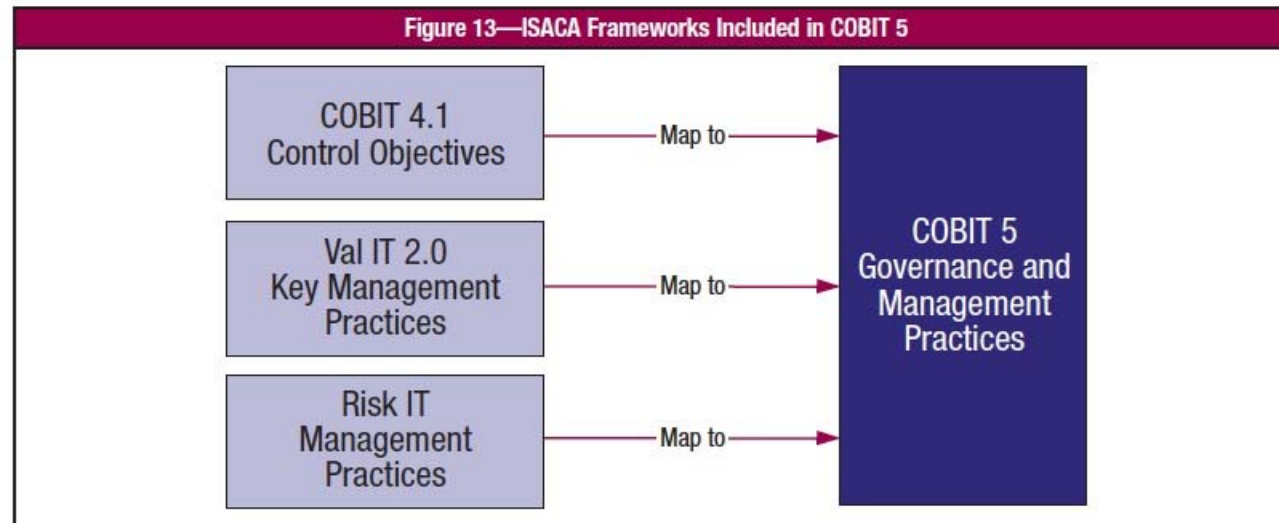 Figure 13—ISACA Frameworks Included in COBIT 5
COBIT 4.1
Control Objectives
Map to
Val IT 2.0
Key Management
Practices
Map to
Risk IT
Management
Practices
Map to
COBIT 5
Governance and
Management
Practices